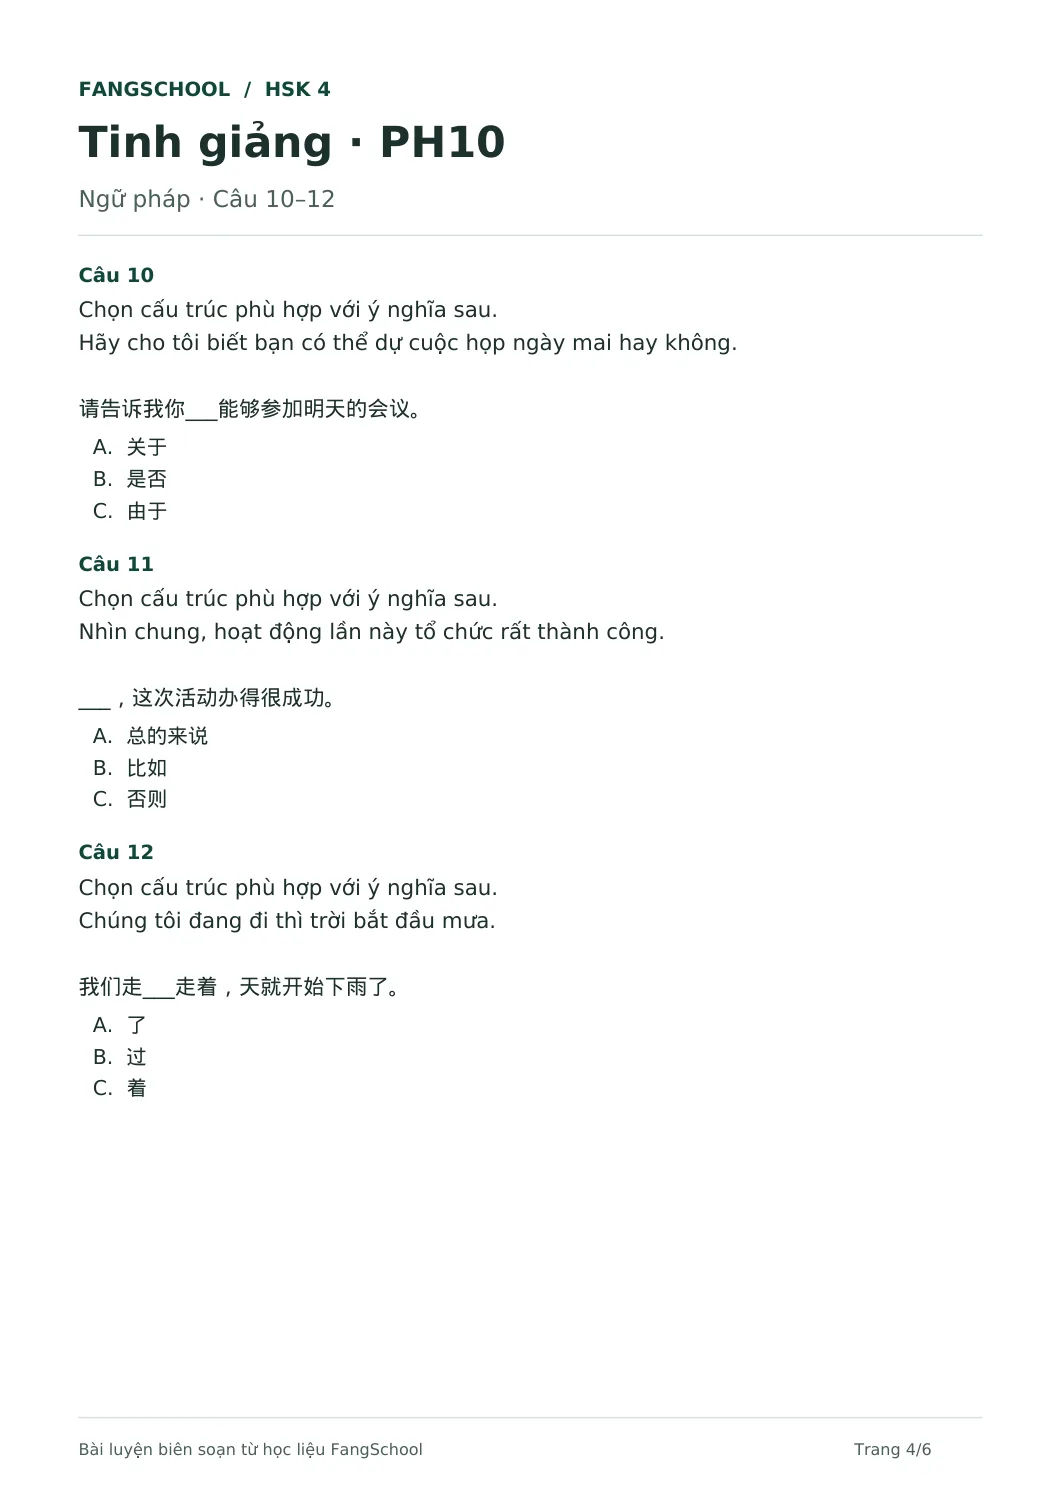 FANGSCHOOL / HSK 4
Tinh giảng · PH10
Ngữ pháp · Câu 10–12
Câu 10
Chọn cấu trúc phù hợp với ý nghĩa sau.
Hãy cho tôi biết bạn có thể dự cuộc họp ngày mai hay không.
请告诉我你___能够参加明天的会议。
A. 关于
B. 是否
C. 由于
Câu 11
Chọn cấu trúc phù hợp với ý nghĩa sau.
Nhìn chung, hoạt động lần này tổ chức rất thành công.
___，这次活动办得很成功。
A. 总的来说
B. 比如
C. 否则
Câu 12
Chọn cấu trúc phù hợp với ý nghĩa sau.
Chúng tôi đang đi thì trời bắt đầu mưa.
我们走___走着，天就开始下雨了。
A. 了
B. 过
C. 着
Bài luyện biên soạn từ học liệu FangSchool
Trang 4/6